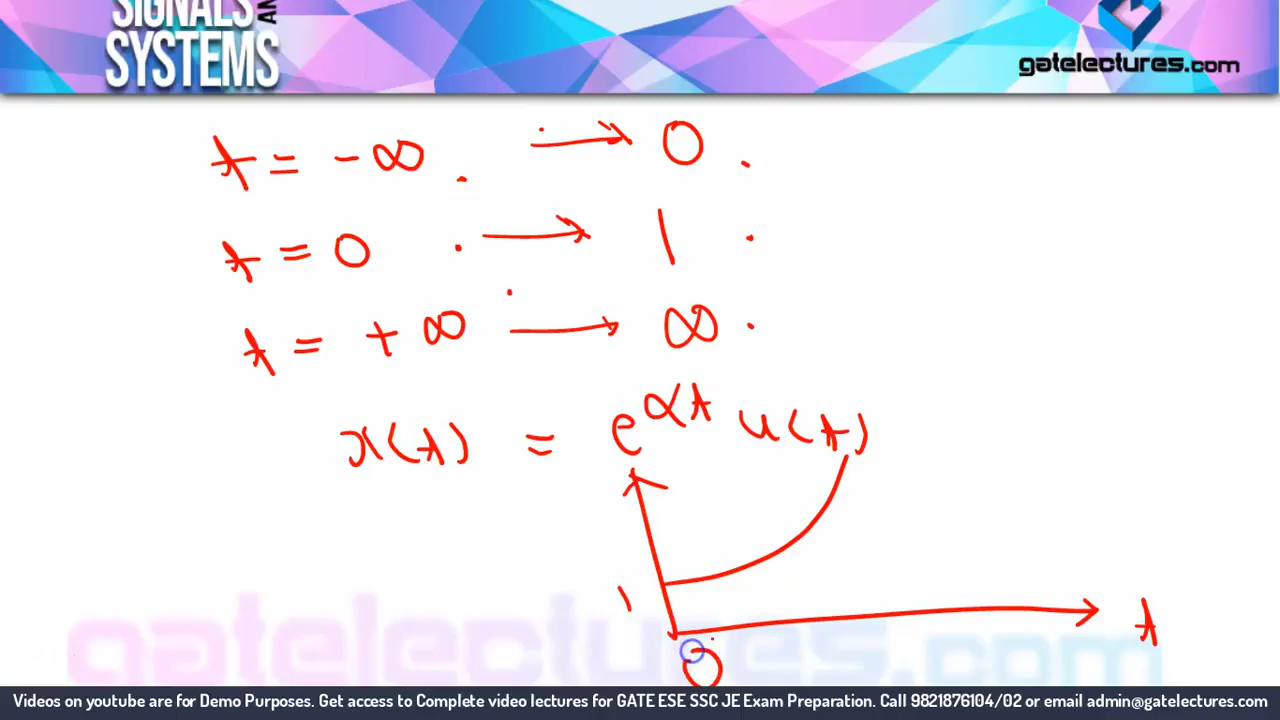 SIGNALS AN
SYSTEMS
gatelectures.com
t = -∞ . → 0 .
t = 0 . → 1 .
t = +∞ → ∞ .
x(t) = e^{αt} u(t)
1
t
0
gatelectures.com
Videos on youtube are for Demo Purposes. Get access to Complete video lectures for GATE ESE SSC JE Exam Preparation. Call 9821876104/02 or email admin@gatelectures.com